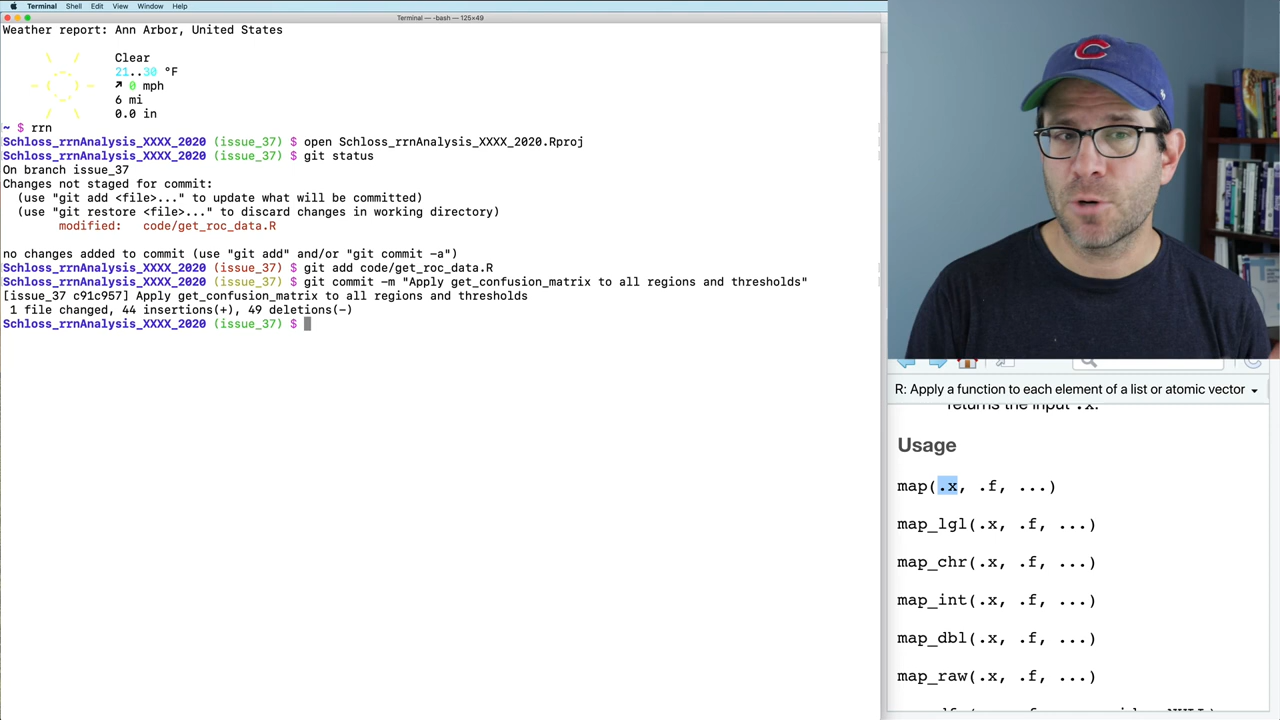 Terminal Shell Edit View Window Help
Terminal — -bash — 125×49
Weather report: Ann Arbor, United States
Clear
21..30 °F
↗ 0 mph
6 mi
0.0 in
~ $ rrn
Schloss_rrnAnalysis_XXXX_2020 (issue_37) $ open Schloss_rrnAnalysis_XXXX_2020.Rproj
Schloss_rrnAnalysis_XXXX_2020 (issue_37) $ git status
On branch issue_37
Changes not staged for commit:
(use "git add <file>..." to update what will be committed)
(use "git restore <file>..." to discard changes in working directory)
modified: code/get_roc_data.R
no changes added to commit (use "git add" and/or "git commit -a")
Schloss_rrnAnalysis_XXXX_2020 (issue_37) $ git add code/get_roc_data.R
Schloss_rrnAnalysis_XXXX_2020 (issue_37) $ git commit -m "Apply get_confusion_matrix to all regions and thresholds"
[issue_37 c91c957] Apply get_confusion_matrix to all regions and thresholds
1 file changed, 44 insertions(+), 49 deletions(-)
Schloss_rrnAnalysis_XXXX_2020 (issue_37) $
C
R: Apply a function to each element of a list or atomic vector
returns the input .x.
Usage
map(.x, .f, ...)
map_lgl(.x, .f, ...)
map_chr(.x, .f, ...)
map_int(.x, .f, ...)
map_dbl(.x, .f, ...)
map_raw(.x, .f, ...)